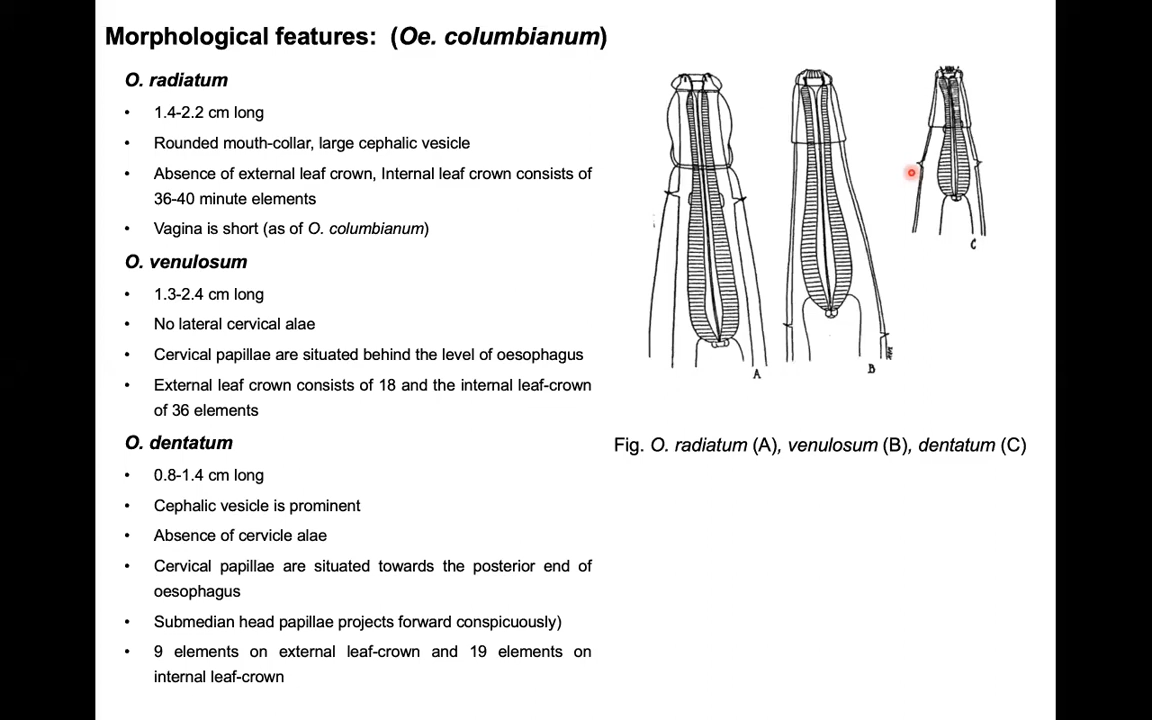 Morphological features: (Oe. columbianum)
O. radiatum
• 1.4-2.2 cm long
• Rounded mouth-collar, large cephalic vesicle
• Absence of external leaf crown, Internal leaf crown consists of
36-40 minute elements
• Vagina is short (as of O. columbianum)
O. venulosum
• 1.3-2.4 cm long
• No lateral cervical alae
• Cervical papillae are situated behind the level of oesophagus
• External leaf crown consists of 18 and the internal leaf-crown
of 36 elements
O. dentatum
• 0.8-1.4 cm long
• Cephalic vesicle is prominent
• Absence of cervicle alae
• Cervical papillae are situated towards the posterior end of
oesophagus
• Submedian head papillae projects forward conspicuously)
• 9 elements on external leaf-crown and 19 elements on
internal leaf-crown
A
B
C
Fig. O. radiatum (A), venulosum (B), dentatum (C)